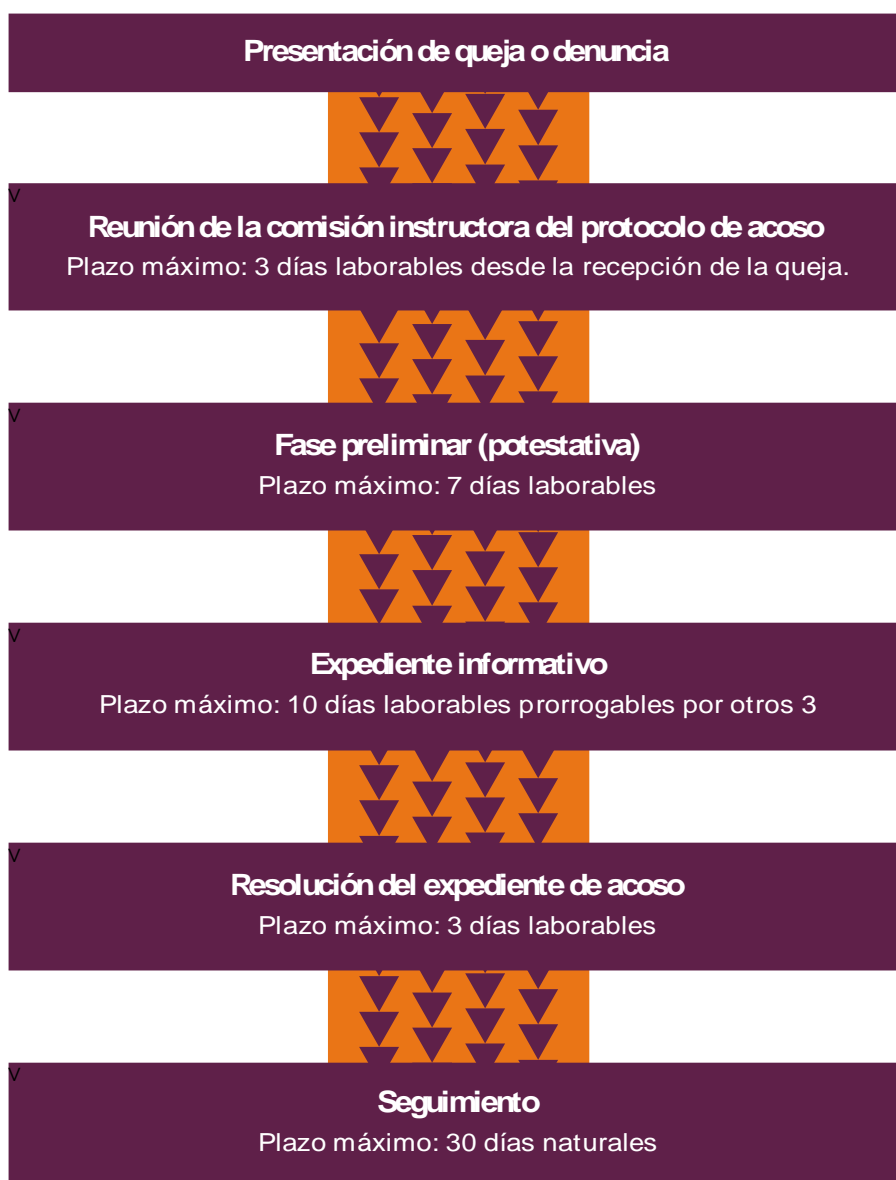 Presentación de queja o denuncia
V
Reunión de la comisión instructora del protocolo de acoso
Plazo máximo: 3 días laborables desde la recepción de la queja.
V
Fase preliminar (potestativa)
Plazo máximo: 7 días laborables
V
Expediente informativo
Plazo máximo: 10 días laborables prorrogables por otros 3
V
Resolución del expediente de acoso
Plazo máximo: 3 días laborables
V
Seguimiento
Plazo máximo: 30 días naturales